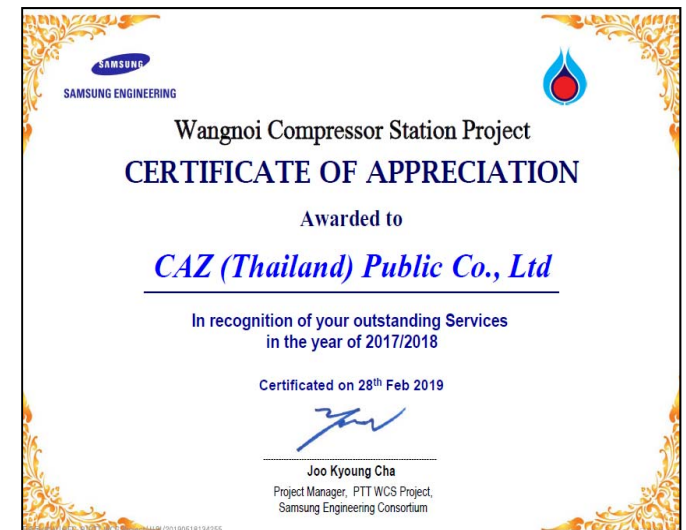 SAMSUNG
SAMSUNG ENGINEERING
Wangnoi Compressor Station Project
CERTIFICATE OF APPRECIATION
Awarded to
CAZ (Thailand) Public Co., Ltd
In recognition of your outstanding Services
in the year of 2017/2018
Certificated on 28th Feb 2019
Joo Kyoung Cha
Project Manager, PTT WCS Project,
Samsung Engineering Consortium